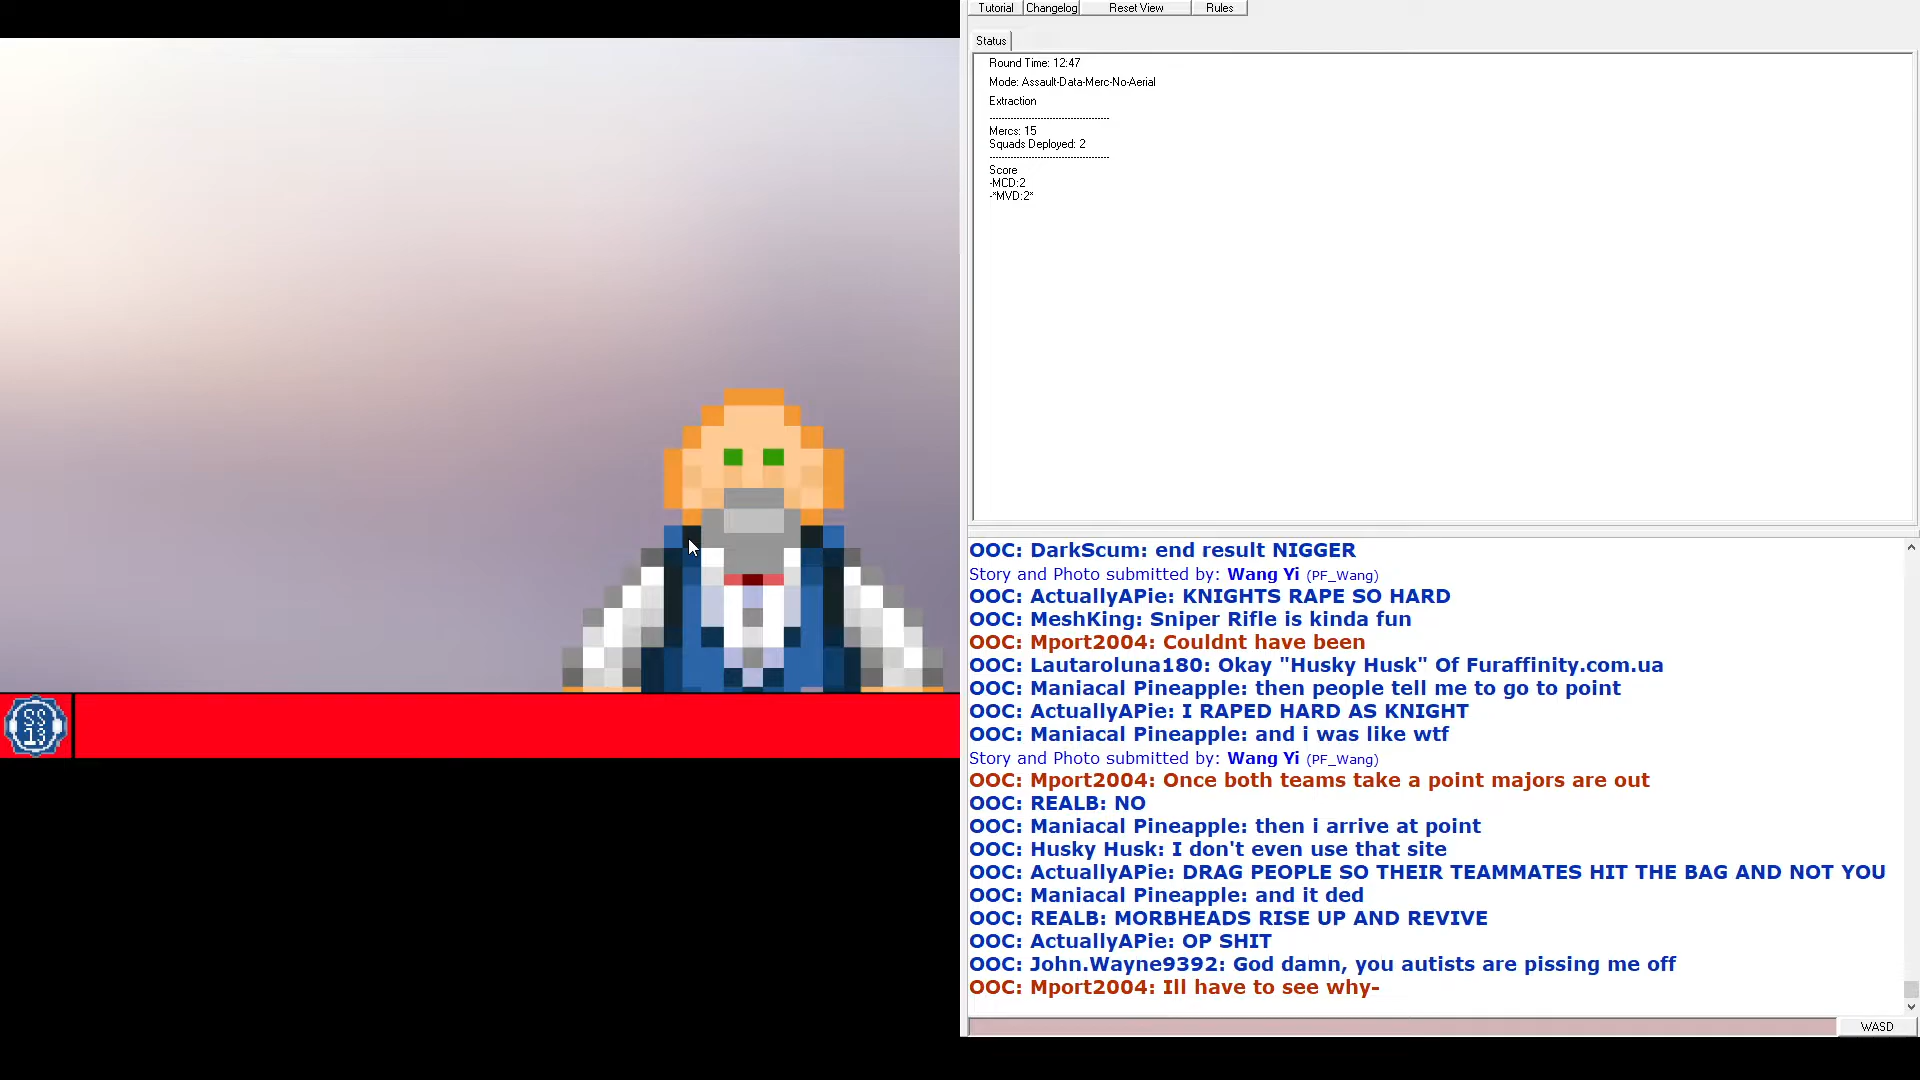 Tutorial
Changelog
Reset View
Rules
Status
Round Time: 12:47
Mode: Assault-Data-Merc-No-Aerial
Extraction
----------------------------------------
Mercs: 15
Squads Deployed: 2
----------------------------------------
Score
-MCD:2
-*MVD:2*
OOC: DarkScum: end result NIGGER
Story and Photo submitted by: Wang Yi (PF_Wang)
OOC: ActuallyAPie: KNIGHTS RAPE SO HARD
OOC: MeshKing: Sniper Rifle is kinda fun
OOC: Mport2004: Couldnt have been
OOC: Lautaroluna180: Okay "Husky Husk" Of Furaffinity.com.ua
OOC: Maniacal Pineapple: then people tell me to go to point
OOC: ActuallyAPie: I RAPED HARD AS KNIGHT
OOC: Maniacal Pineapple: and i was like wtf
Story and Photo submitted by: Wang Yi (PF_Wang)
OOC: Mport2004: Once both teams take a point majors are out
OOC: REALB: NO
OOC: Maniacal Pineapple: then i arrive at point
OOC: Husky Husk: I don't even use that site
OOC: ActuallyAPie: DRAG PEOPLE SO THEIR TEAMMATES HIT THE BAG AND NOT YOU
OOC: Maniacal Pineapple: and it ded
OOC: REALB: MORBHEADS RISE UP AND REVIVE
OOC: ActuallyAPie: OP SHIT
OOC: John.Wayne9392: God damn, you autists are pissing me off
OOC: Mport2004: Ill have to see why-
SS
13
WASD